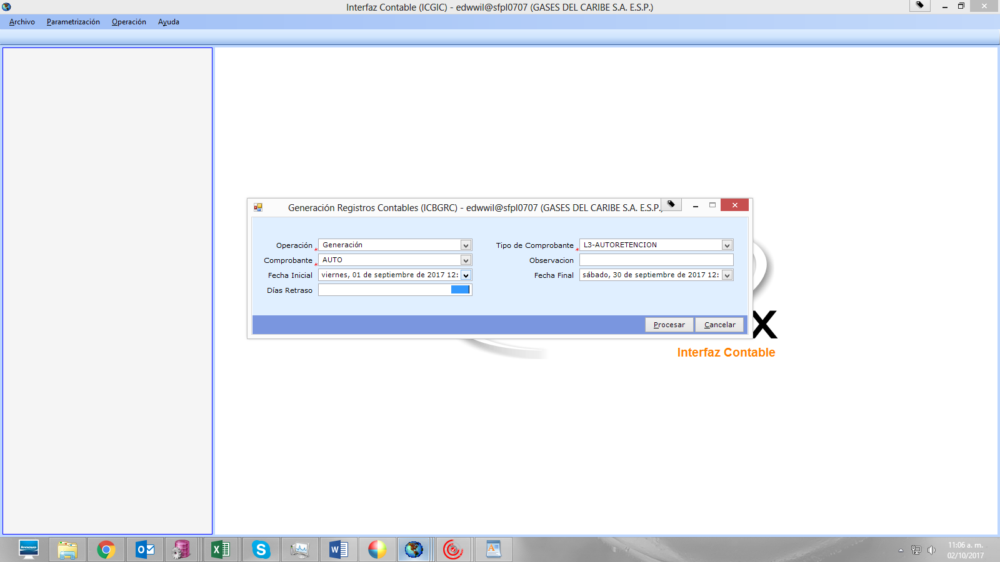 Interfaz Contable (ICGIC) - edwwil@sfpl0707 (GASES DEL CARIBE S.A. E.S.P.)
Archivo Parametrización Operación Ayuda
Generación Registros Contables (ICBGRC) - edwwil@sfpl0707 (GASES DEL CARIBE S.A. E.S.P.
Operación * Generación Tipo de Comprobante * L3-AUTORETENCION
Comprobante * AUTO Observacion
Fecha Inicial viernes, 01 de septiembre de 2017 12: Fecha Final sábado, 30 de septiembre de 2017 12:
Días Retraso
Procesar Cancelar
X
Interfaz Contable
lenovo
11:06 a. m.
02/10/2017